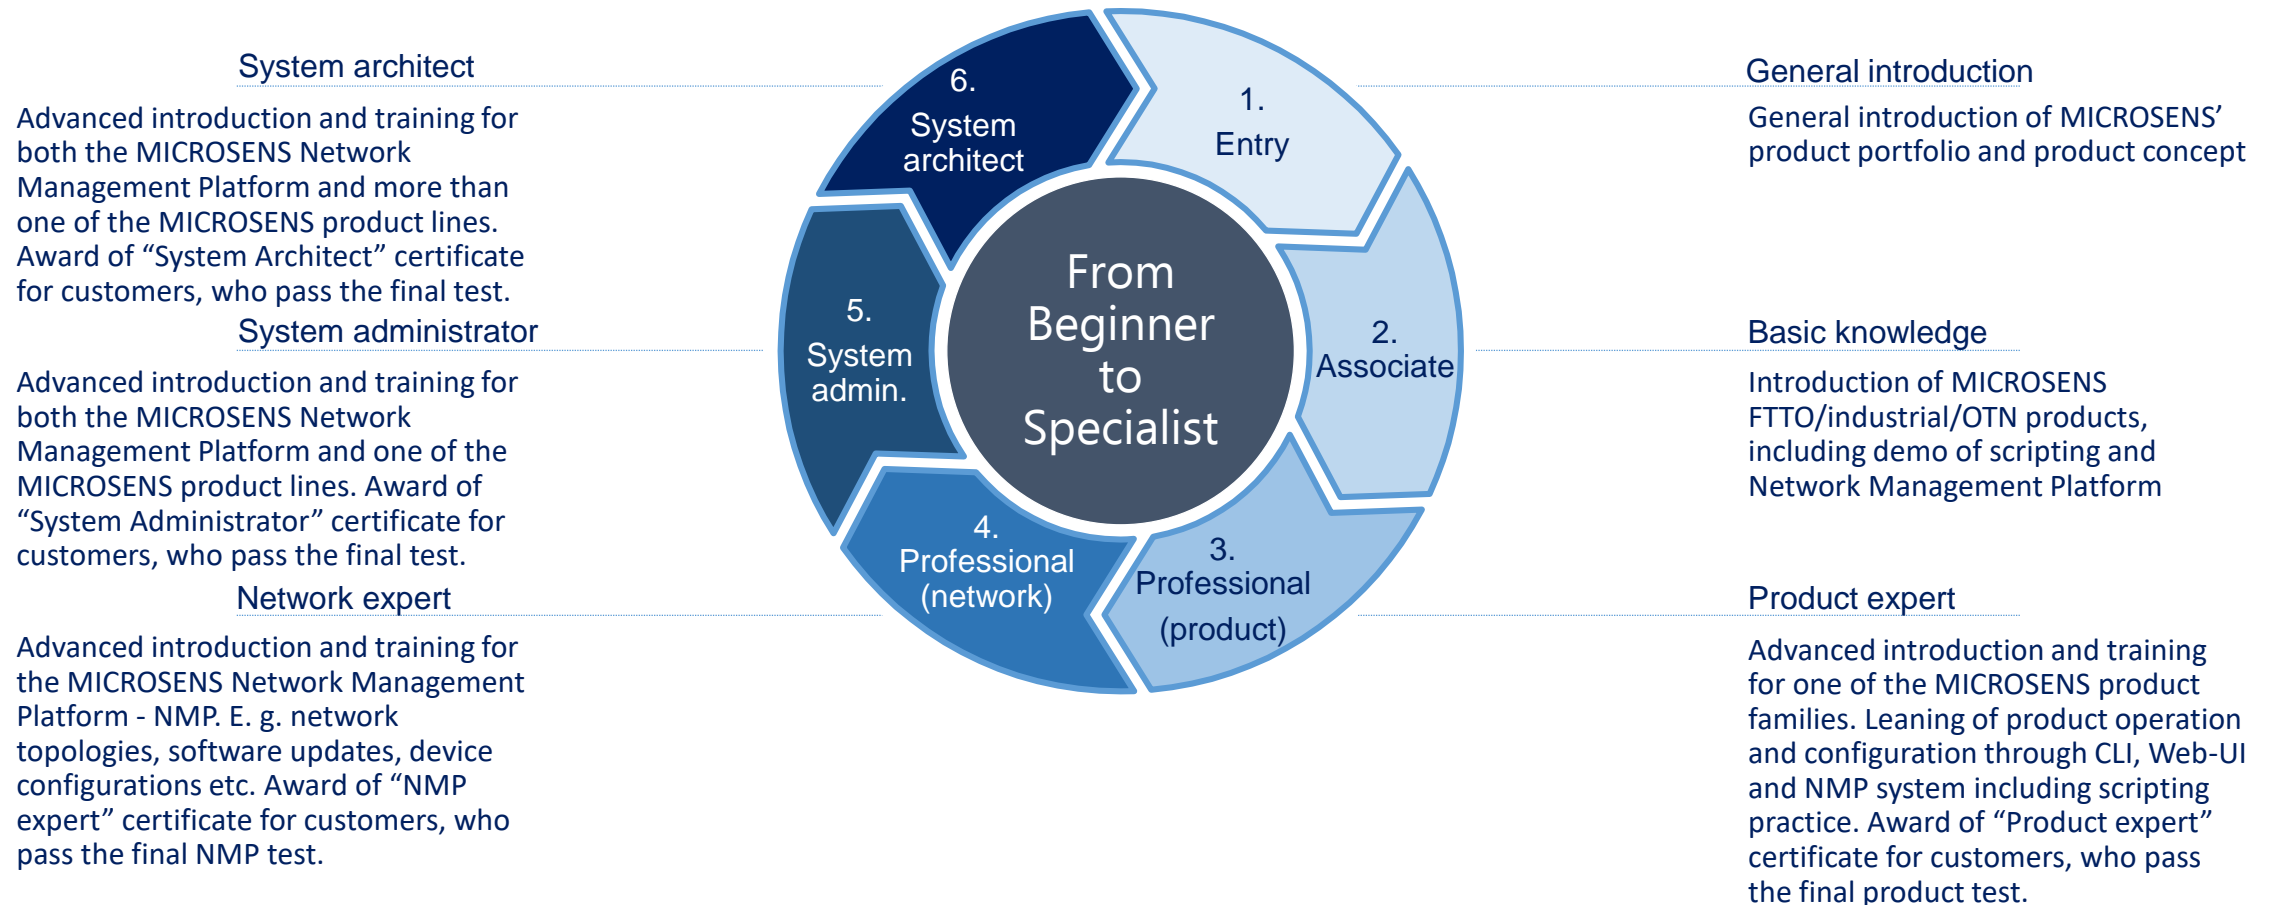 System architect
Advanced introduction and training for
both the MICROSENS Network
Management Platform and more than
one of the MICROSENS product lines.
Award of “System Architect” certificate
for customers, who pass the final test.
System administrator
Advanced introduction and training for
both the MICROSENS Network
Management Platform and one of the
MICROSENS product lines. Award of
“System Administrator” certificate for
customers, who pass the final test.
Network expert
Advanced introduction and training for
the MICROSENS Network Management
Platform - NMP. E. g. network
topologies, software updates, device
configurations etc. Award of “NMP
expert” certificate for customers, who
pass the final NMP test.
6.
System
architect
1.
Entry
5.
System
admin.
From
Beginner
to
Specialist
2.
Associate
4.
Professional
(network)
3.
Professional
(product)
General introduction
General introduction of MICROSENS’
product portfolio and product concept
Basic knowledge
Introduction of MICROSENS
FTTO/industrial/OTN products,
including demo of scripting and
Network Management Platform
Product expert
Advanced introduction and training
for one of the MICROSENS product
families. Leaning of product operation
and configuration through CLI, Web-UI
and NMP system including scripting
practice. Award of “Product expert”
certificate for customers, who pass
the final product test.